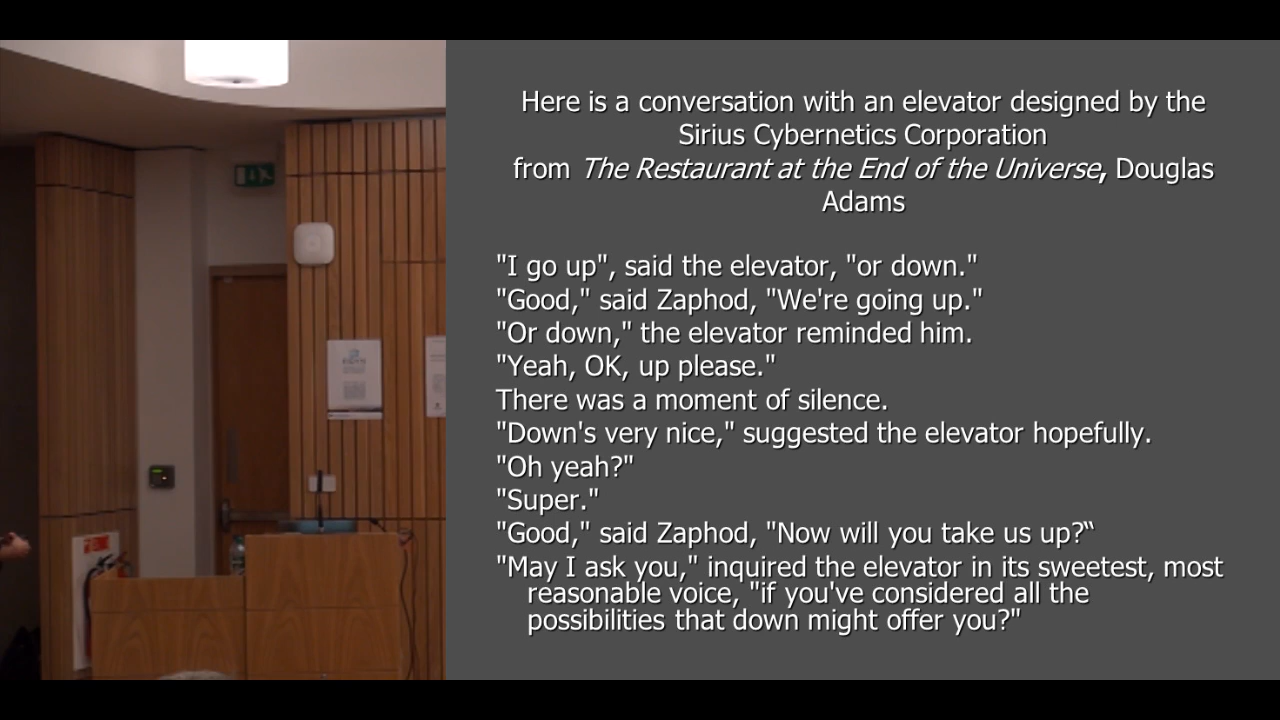 Here is a conversation with an elevator designed by the
Sirius Cybernetics Corporation
from The Restaurant at the End of the Universe, Douglas
Adams
"I go up", said the elevator, "or down."
"Good," said Zaphod, "We're going up."
"Or down," the elevator reminded him.
"Yeah, OK, up please."
There was a moment of silence.
"Down's very nice," suggested the elevator hopefully.
"Oh yeah?"
"Super."
"Good," said Zaphod, "Now will you take us up?“
"May I ask you," inquired the elevator in its sweetest, most
reasonable voice, "if you've considered all the
possibilities that down might offer you?"